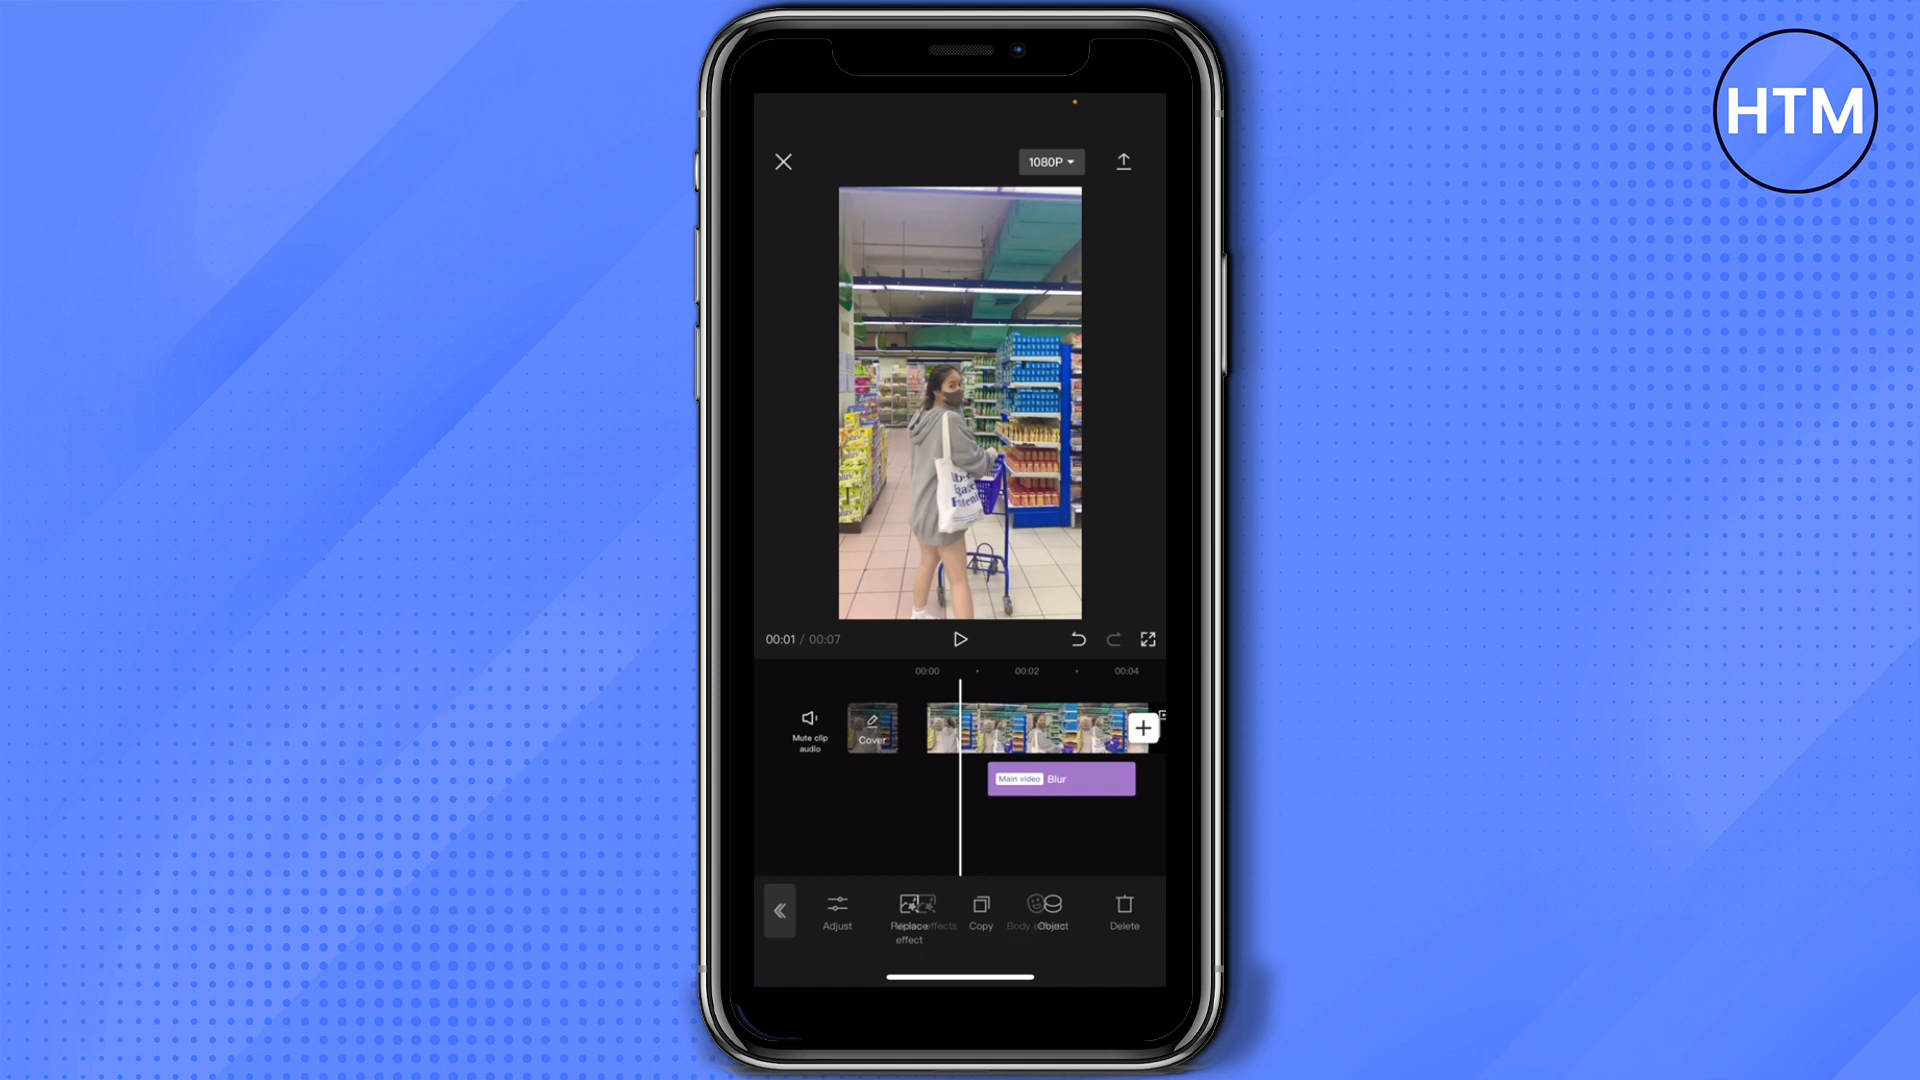 HTM
1080P
00:01 / 00:07
00:00
00:02
00:04
Mute clip
audio
Cover
Main video Blur
Adjust
Replace
effect
Copy
Object
Delete